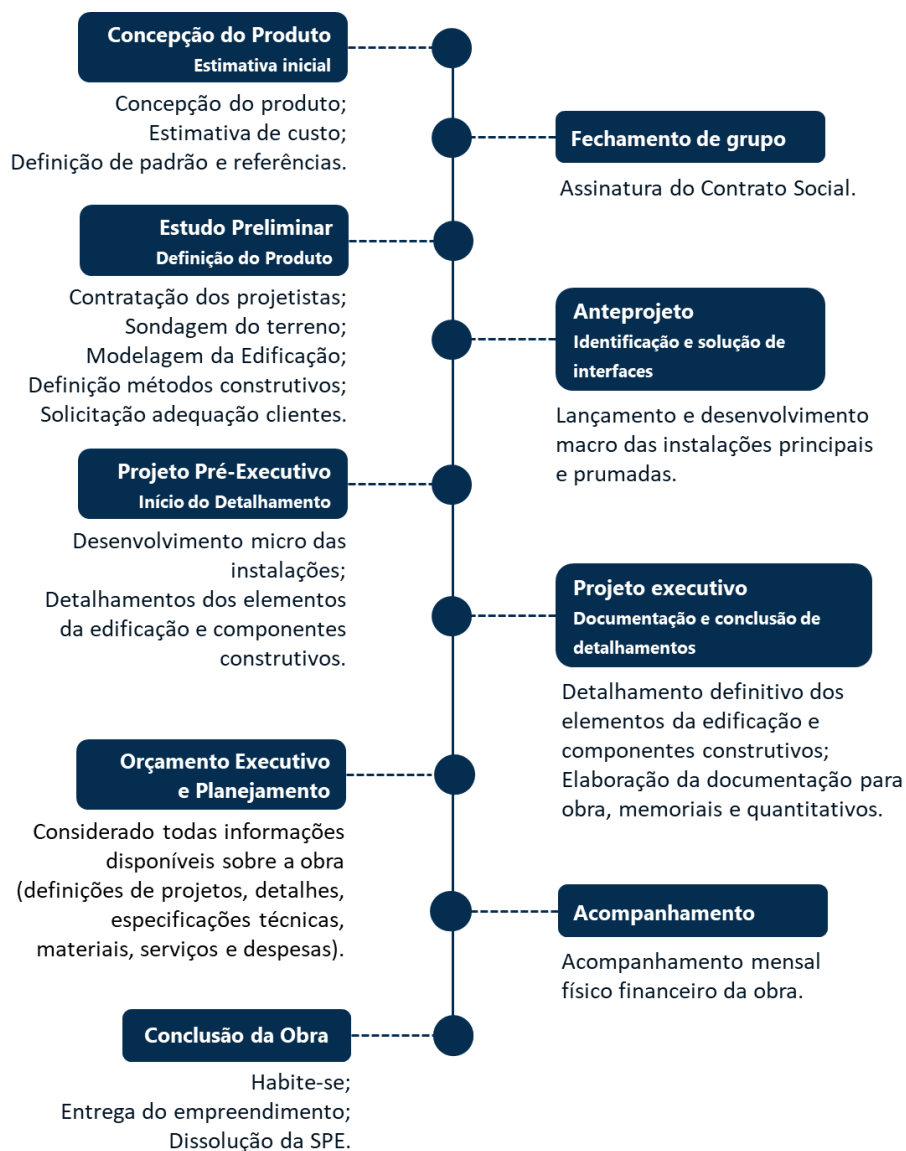 Concepção do Produto
Estimativa inicial
Concepção do produto;
Estimativa de custo;
Definição de padrão e referências.
Fechamento de grupo
Assinatura do Contrato Social.
Estudo Preliminar
Definição do Produto
Contratação dos projetistas;
Sondagem do terreno;
Modelagem da Edificação;
Definição métodos construtivos;
Solicitação adequação clientes.
Anteprojeto
Identificação e solução de
interfaces
Lançamento e desenvolvimento
macro das instalações principais
e prumadas.
Projeto Pré-Executivo
Início do Detalhamento
Desenvolvimento micro das
instalações;
Detalhamentos dos elementos
da edificação e componentes
construtivos.
Projeto executivo
Documentação e conclusão de
detalhamentos
Detalhamento definitivo dos
elementos da edificação e
componentes construtivos;
Elaboração da documentação para
obra, memoriais e quantitativos.
Orçamento Executivo
e Planejamento
Considerado todas informações
disponíveis sobre a obra
(definições de projetos, detalhes,
especificações técnicas,
materiais, serviços e despesas).
Acompanhamento
Acompanhamento mensal
físico financeiro da obra.
Conclusão da Obra
Habite-se;
Entrega do empreendimento;
Dissolução da SPE.